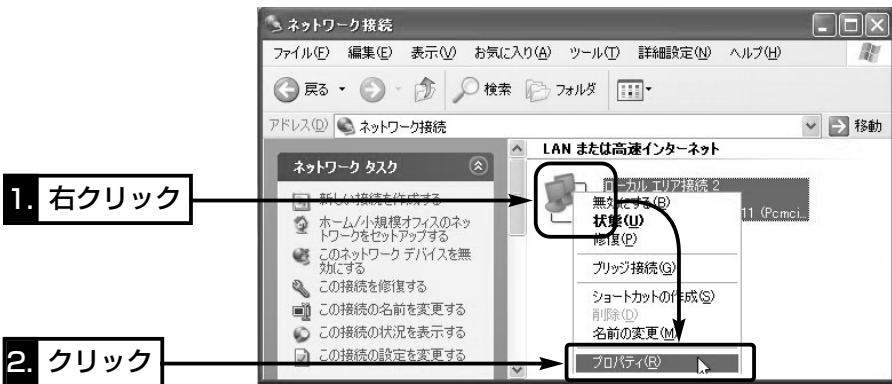 ネットワーク接続
ファイル(F) 編集(E) 表示(V) お気に入り(A) ツール(T) 詳細設定(N) ヘルプ(H)
戻る 検索 フォルダ
アドレス(D) ネットワーク接続 移動
ネットワーク タスク
新しい接続を作成する
ホーム/小規模オフィスのネッ
トワークをセットアップする
このネットワーク デバイスを無
効にする
この接続を修復する
この接続の名前を変更する
この接続の状況を表示する
この接続の設定を変更する
LAN または高速インターネット
ローカル エリア接続 2
11 (Pcmci...
無効にする(B)
状態(U)
修復(P)
ブリッジ接続(G)
ショートカットの作成(S)
削除(D)
名前の変更(M)
プロパティ(R)
1. 右クリック
2. クリック